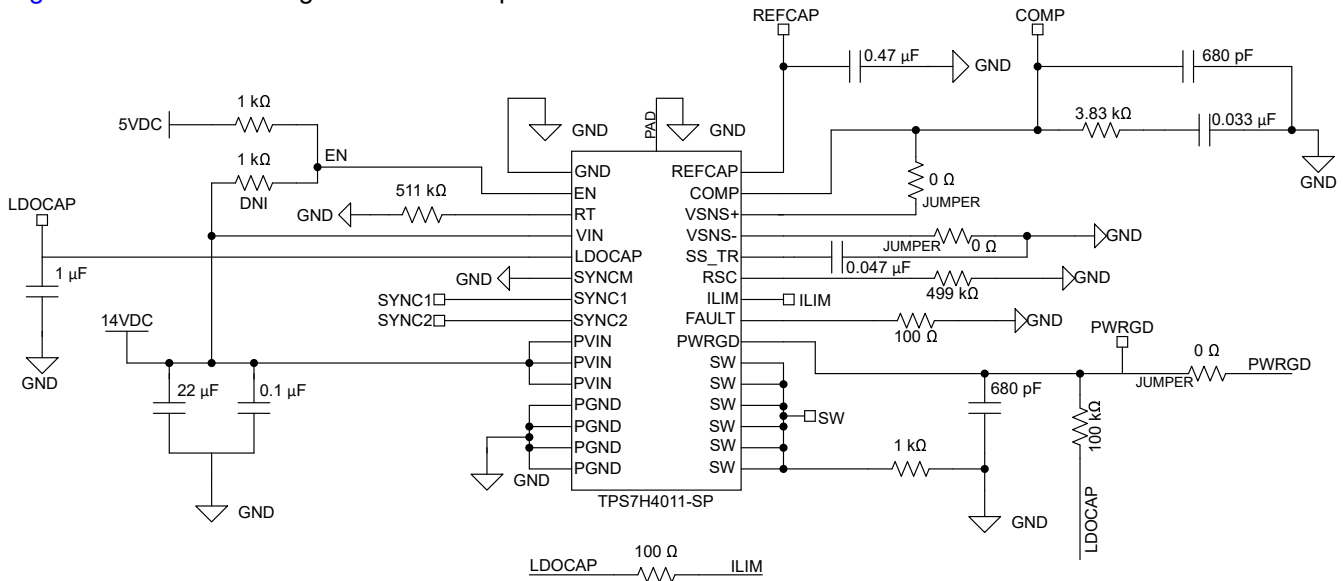 REFCAP
COMP
0.47 µF
GND
680 pF
3.83 kΩ
0.033 µF
GND
1 kΩ
5VDC
EN
1 kΩ
DNI
GND
PAD
GND
0 Ω
JUMPER
LDOCAP
1 µF
GND
511 kΩ
GND
GND
GND
EN
RT
VIN
LDOCAP
SYNCM
SYNC1
SYNC2
PVIN
PVIN
PVIN
PGND
PGND
PGND
PGND
REFCAP
COMP
VSNS+
VSNS-
SS_TR
RSC
ILIM
FAULT
PWRGD
SW
SW
SW
SW
SW
SW
TPS7H4011-SP
JUMPER
0 Ω
GND
0.047 µF
499 kΩ
GND
ILIM
100 Ω
GND
SYNC1
SYNC2
14VDC
22 µF
0.1 µF
GND
GND
SW
PWRGD
0 Ω
JUMPER
PWRGD
680 pF
100 kΩ
1 kΩ
GND
LDOCAP
LDOCAP
100 Ω
ILIM